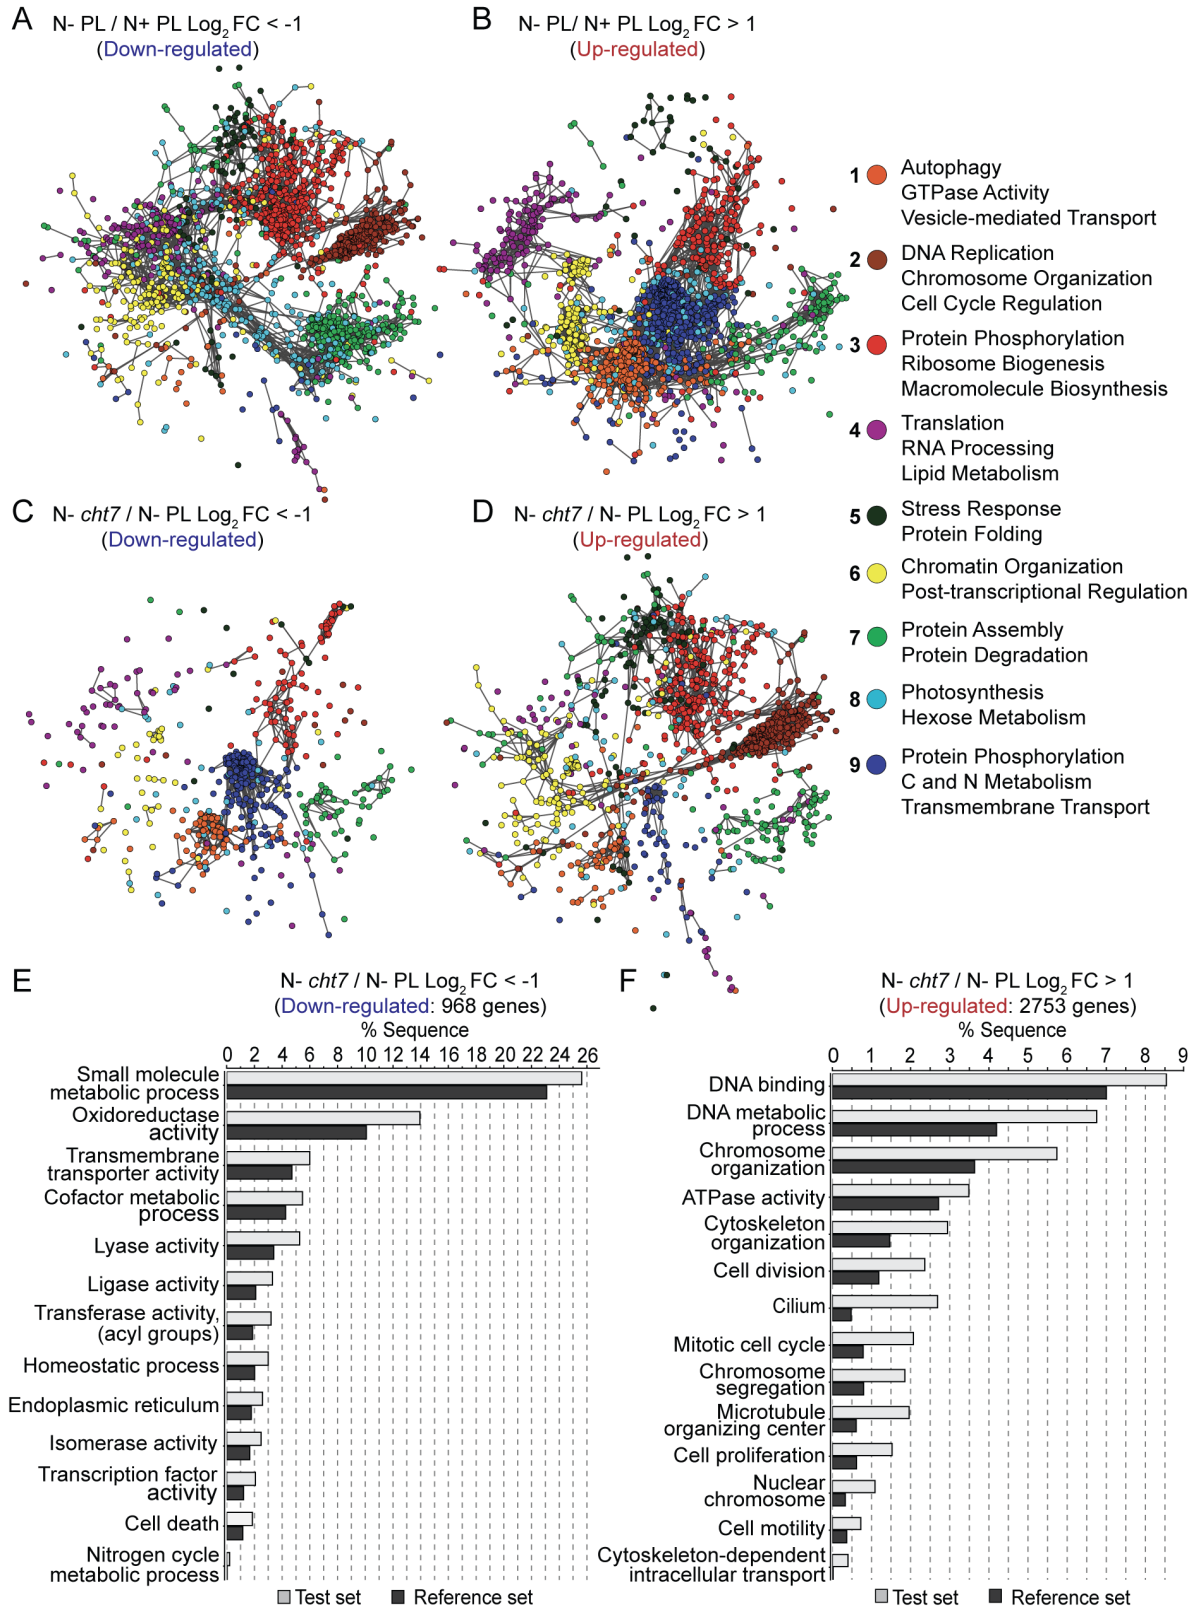 A
N- PL / N+ PL Log2 FC < -1
(Down-regulated)
B
N- PL/ N+ PL Log2 FC > 1
(Up-regulated)
1
Autophagy
GTPase Activity
Vesicle-mediated Transport
2
DNA Replication
Chromosome Organization
Cell Cycle Regulation
3
Protein Phosphorylation
Ribosome Biogenesis
Macromolecule Biosynthesis
4
Translation
RNA Processing
Lipid Metabolism
5
Stress Response
Protein Folding
6
Chromatin Organization
Post-transcriptional Regulation
7
Protein Assembly
Protein Degradation
8
Photosynthesis
Hexose Metabolism
9
Protein Phosphorylation
C and N Metabolism
Transmembrane Transport
C
N- cht7 / N- PL Log2 FC < -1
(Down-regulated)
D
N- cht7 / N- PL Log2 FC > 1
(Up-regulated)
E
N- cht7 / N- PL Log2 FC < -1
(Down-regulated: 968 genes)
% Sequence
0 2 4 6 8 10 12 14 16 18 20 22 24 26
Small molecule
metabolic process
Oxidoreductase
activity
Transmembrane
transporter activity
Cofactor metabolic
process
Lyase activity
Ligase activity
Transferase activity,
(acyl groups)
Homeostatic process
Endoplasmic reticulum
Isomerase activity
Transcription factor
activity
Cell death
Nitrogen cycle
metabolic process
Test set
Reference set
F
N- cht7 / N- PL Log2 FC > 1
(Up-regulated: 2753 genes)
% Sequence
0 1 2 3 4 5 6 7 8 9
DNA binding
DNA metabolic
process
Chromosome
organization
ATPase activity
Cytoskeleton
organization
Cell division
Cilium
Mitotic cell cycle
Chromosome
segregation
Microtubule
organizing center
Cell proliferation
Nuclear
chromosome
Cell motility
Cytoskeleton-dependent
intracellular transport
Test set
Reference set